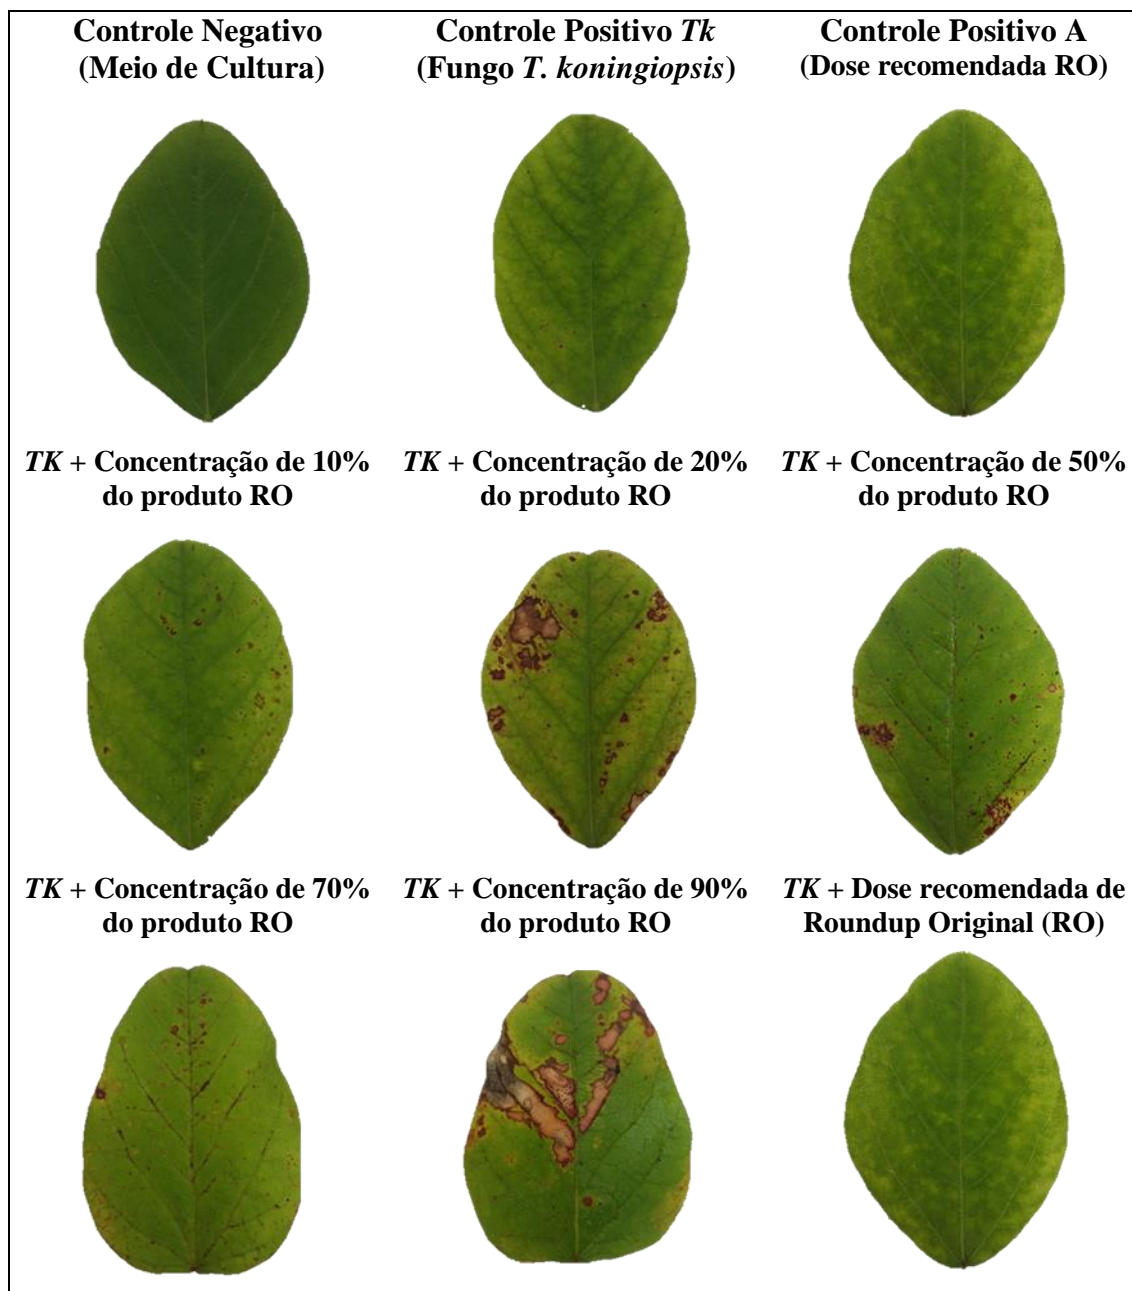 Controle Negativo
(Meio de Cultura)
Controle Positivo Tk
(Fungo T. koningiopsis)
Controle Positivo A
(Dose recomendada RO)
TK + Concentração de 10%
do produto RO
TK + Concentração de 20%
do produto RO
TK + Concentração de 50%
do produto RO
TK + Concentração de 70%
do produto RO
TK + Concentração de 90%
do produto RO
TK + Dose recomendada de
Roundup Original (RO)